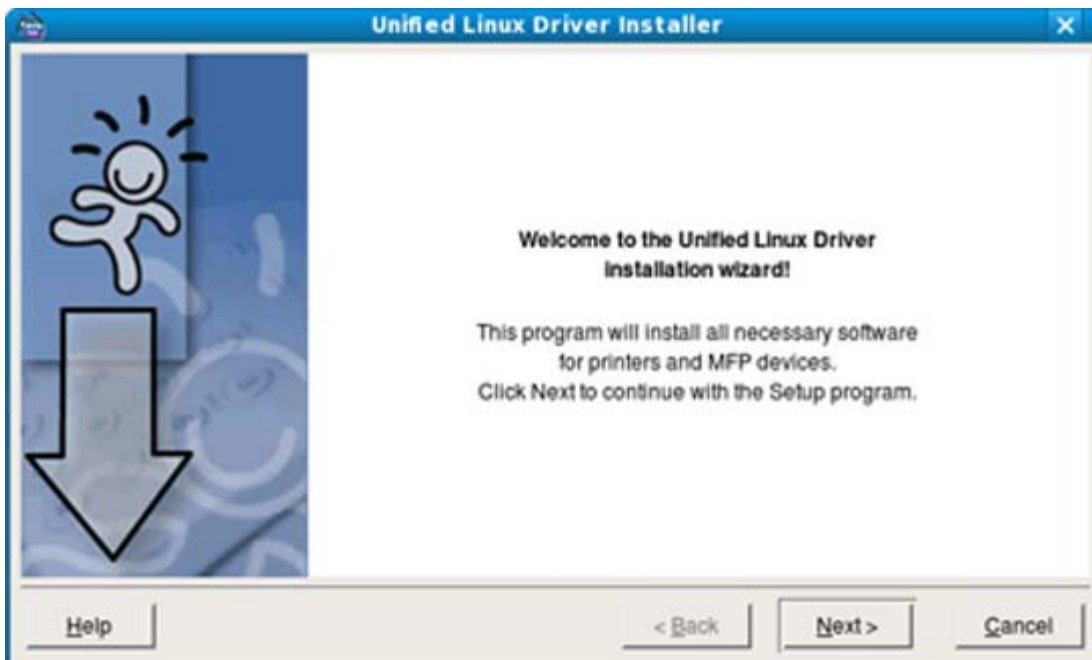 Unified Linux Driver Installer
Welcome to the Unified Linux Driver
installation wizard!
This program will install all necessary software
for printers and MFP devices.
Click Next to continue with the Setup program.
Help
< Back
Next >
Cancel